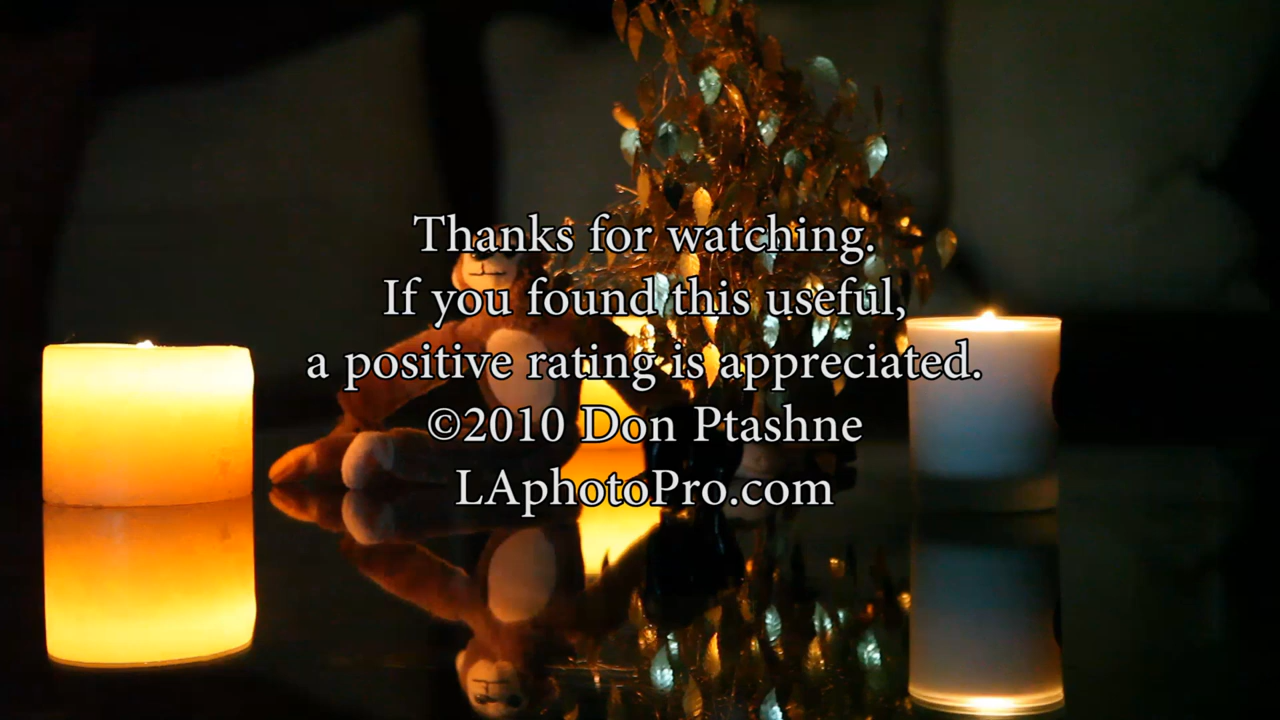 Thanks for watching.
If you found this useful,
a positive rating is appreciated.
©2010 Don Ptashne
LAphotoPro.com